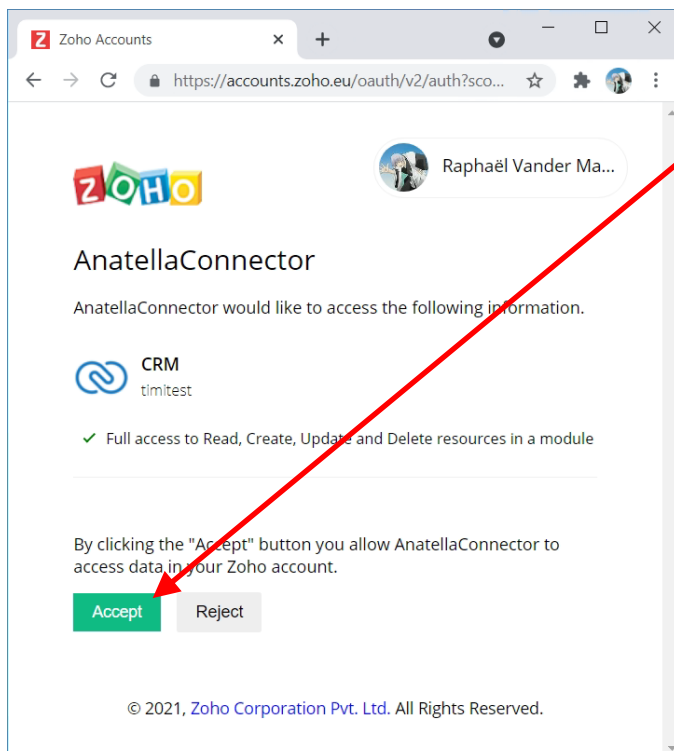 Zoho Accounts
https://accounts.zoho.eu/oauth/v2/auth?sco...
ZOHO
Raphaël Vander Ma...
AnatellaConnector
AnatellaConnector would like to access the following information.
CRM
timitest
Full access to Read, Create, Update and Delete resources in a module
By clicking the "Accept" button you allow AnatellaConnector to
access data in your Zoho account.
Accept Reject
© 2021, Zoho Corporation Pvt. Ltd. All Rights Reserved.